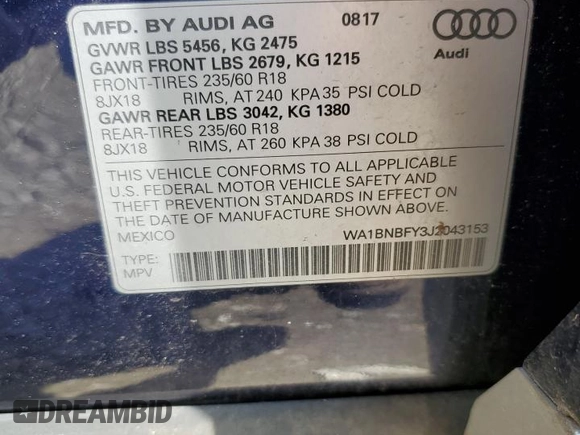 MFD. BY AUDI AG 0817
GVWR LBS 5456, KG 2475
GAWR FRONT LBS 2679, KG 1215
FRONT-TIRES 235/60 R18
8JX18 RIMS, AT 240 KPA 35 PSI COLD
GAWR REAR LBS 3042, KG 1380
REAR-TIRES 235/60 R18
8JX18 RIMS, AT 260 KPA 38 PSI COLD
Audi
THIS VEHICLE CONFORMS TO ALL APPLICABLE
U.S. FEDERAL MOTOR VEHICLE SAFETY AND
THEFT PREVENTION STANDARDS IN EFFECT ON
THE DATE OF MANUFACTURE SHOWN ABOVE.
MEXICO WA1BNBFY3J2043153
TYPE:
MPV
DREAMBID